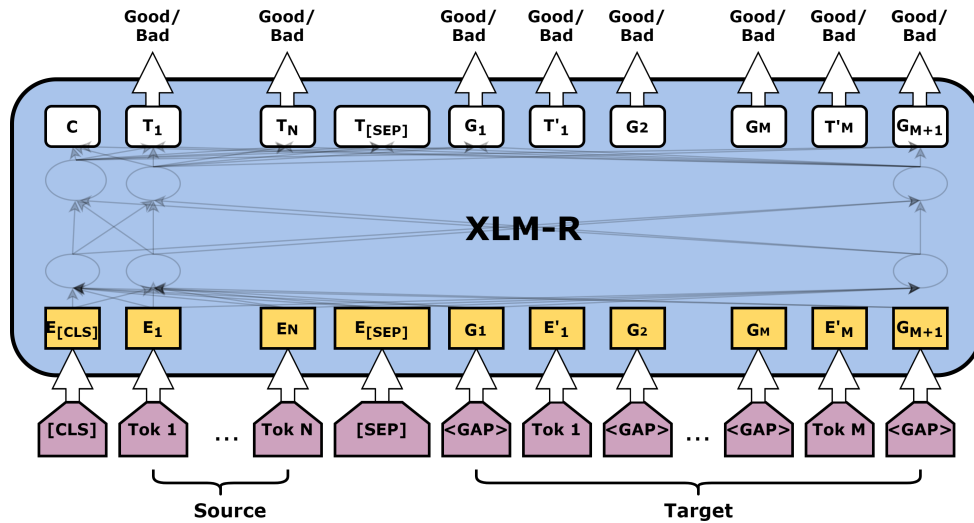 Good/ Good/ Good/ Good/ Good/ Good/ Good/ Good/
Bad Bad Bad Bad Bad Bad Bad Bad
C T1 TN T[SEP] G1 T'1 G2 GM T'M GM+1
XLM-R
E[CLS] E1 EN E[SEP] G1 E'1 G2 GM E'M GM+1
[CLS] Tok 1 ... Tok N [SEP] <GAP> Tok 1 <GAP> ... <GAP> Tok M <GAP>
Source Target